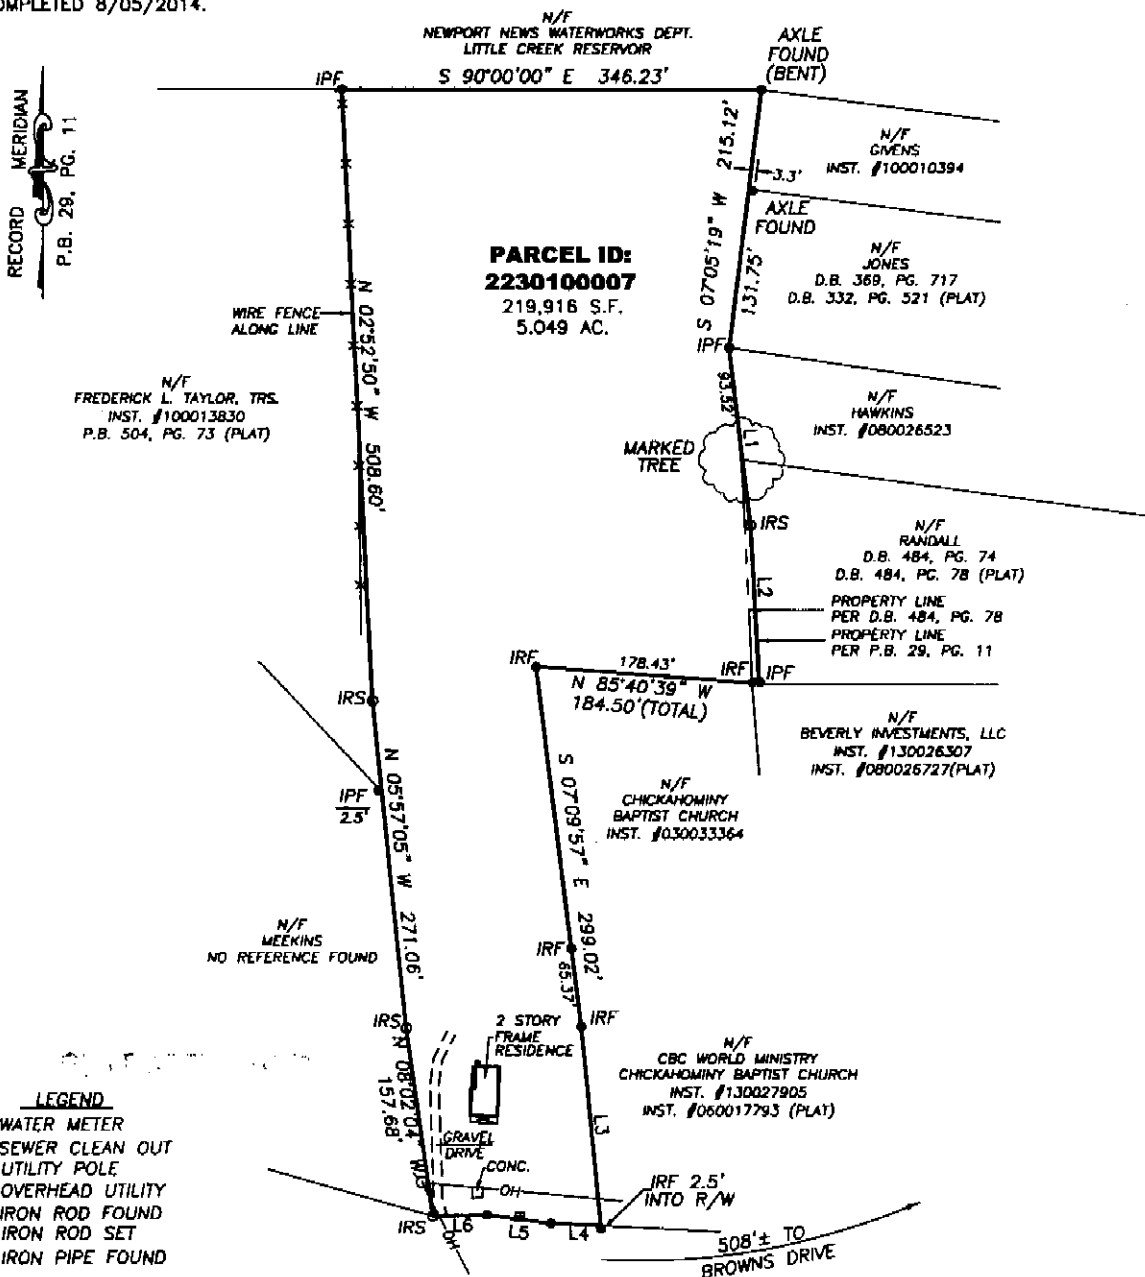 OMPLETED 8/05/2014.
N/F
NEWPORT NEWS WATERWORKS DEPT.
LITTLE CREEK RESERVOIR
S 90°00'00" E 346.23'
AXLE
FOUND
(BENT)
IPF
RECORD MERIDIAN
P.B. 29, PG. 11
N/F
GIVENS
INST. #100010394
215.12'
3.3'
AXLE
FOUND
S 07°05'19" W
131.75'
N/F
JONES
D.B. 369, PG. 717
D.B. 332, PG. 521 (PLAT)
PARCEL ID:
2230100007
219,916 S.F.
5.049 AC.
WIRE FENCE
ALONG LINE
N 02°52'50" W 508.60'
IPF
N/F
FREDERICK L. TAYLOR, TRS.
INST. #100013830
P.B. 504, PG. 73 (PLAT)
93.52'
L1
N/F
HAWKINS
INST. #080026523
MARKED
TREE
IRS
N/F
RANDALL
D.B. 484, PG. 74
D.B. 484, PG. 78 (PLAT)
L2
PROPERTY LINE
PER D.B. 484, PG. 78
PROPERTY LINE
PER P.B. 29, PG. 11
IRF
178.43'
IRF
IPF
N 85°40'39" W
184.50'(TOTAL)
IRS
N/F
BEVERLY INVESTMENTS, LLC
INST. #130026307
INST. #080026727(PLAT)
IPF
2.5'
N 05°57'05" W 271.06'
S 07°09'57" E 299.02'
N/F
CHICKAHOMINY
BAPTIST CHURCH
INST. #030033364
N/F
MEEKINS
NO REFERENCE FOUND
IRF
65.37'
IRS
IRF
2 STORY
FRAME
RESIDENCE
N/F
CBC WORLD MINISTRY
CHICKAHOMINY BAPTIST CHURCH
INST. #130027905
INST. #060017793 (PLAT)
N 08°02'04" W
157.68'
L3
LEGEND
WATER METER
SEWER CLEAN OUT
UTILITY POLE
OVERHEAD UTILITY
IRON ROD FOUND
IRON ROD SET
IRON PIPE FOUND
GRAVEL
DRIVE
CONC.
OH
IRF 2.5'
INTO R/W
IRS
L6
L5
L4
OH
508'± TO
BROWNS DRIVE